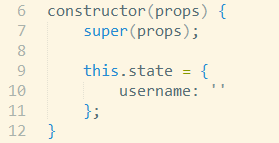 6 constructor(props) {
7     super(props);
8
9     this.state = {
10         username: ''
11     };
12 }